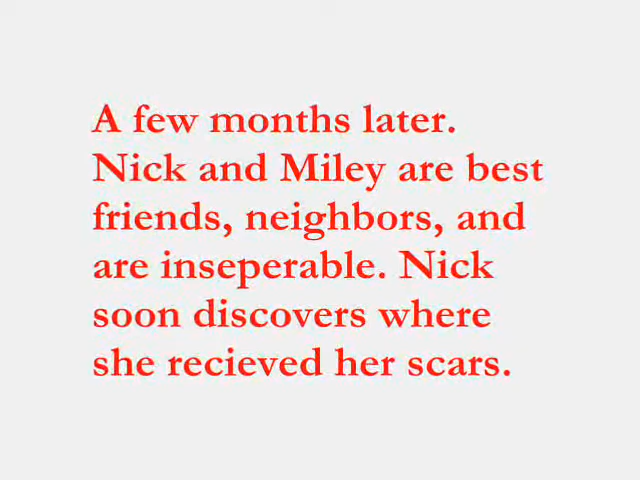 A few months later.
Nick and Miley are best
friends, neighbors, and
are inseperable. Nick
soon discovers where
she recieved her scars.